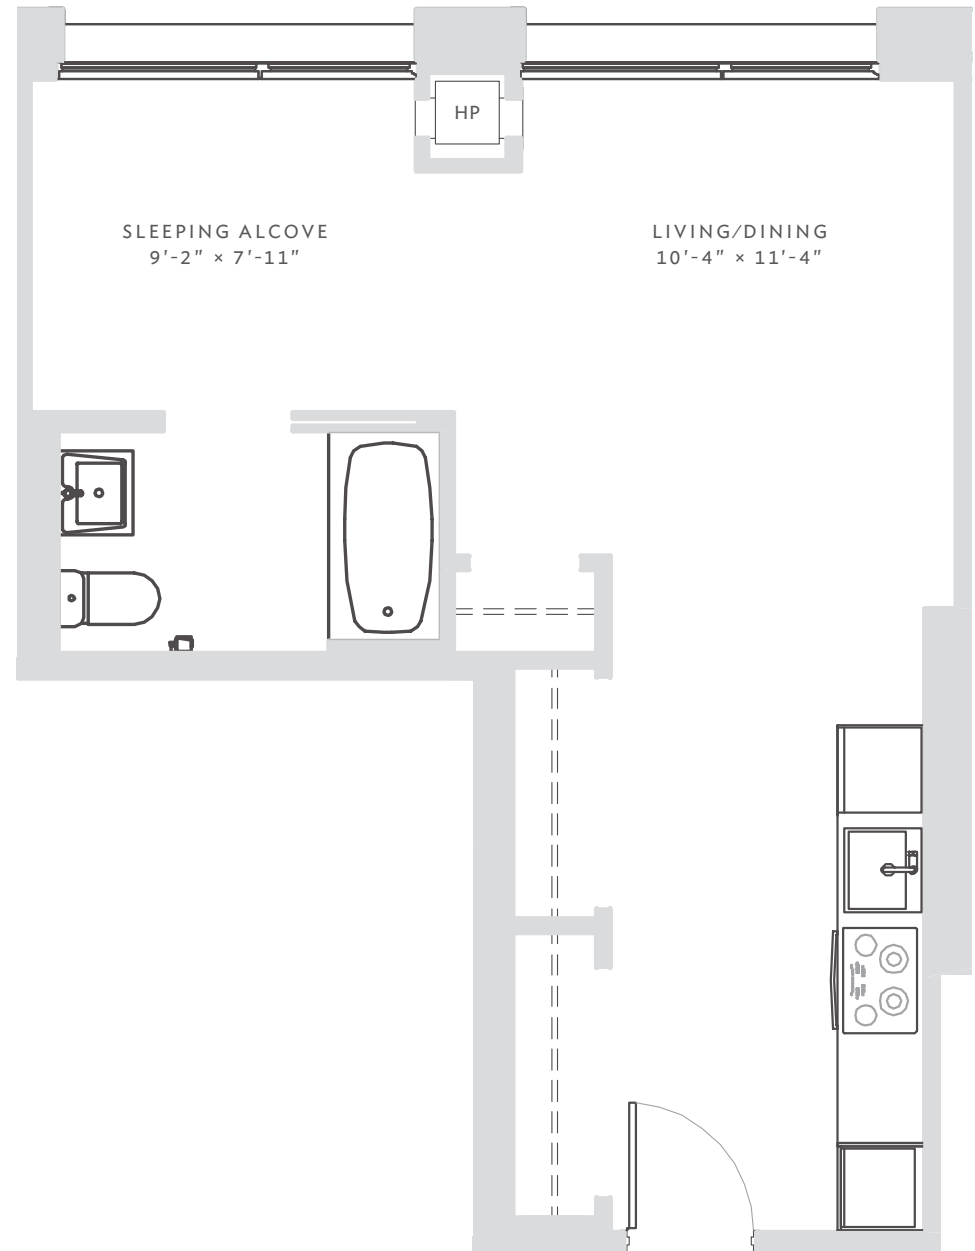 HP
SLEEPING ALCOVE
9'-2" × 7'-11"
LIVING/DINING
10'-4" × 11'-4"